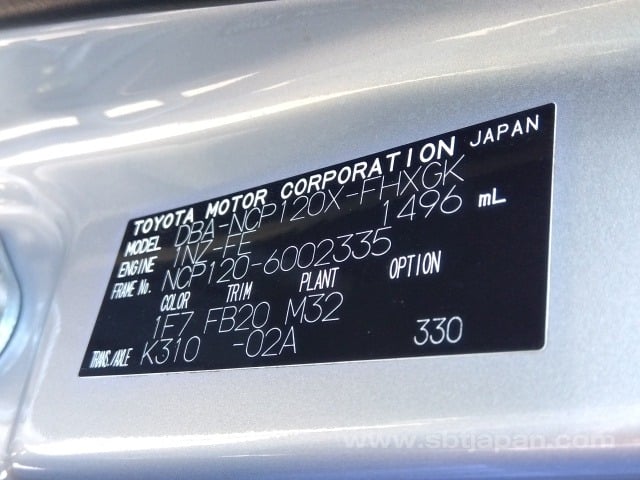 TOYOTA MOTOR CORPORATION JAPAN
MODEL DBA-NCP120X-FHXGK
ENGINE 1NZ-FE 1496 mL
FRAME No. NCP120-6002335
COLOR TRIM PLANT OPTION
1E7 FB20 M32
TRANS./AXLE K310 -02A 330
www.sbtjapan.com